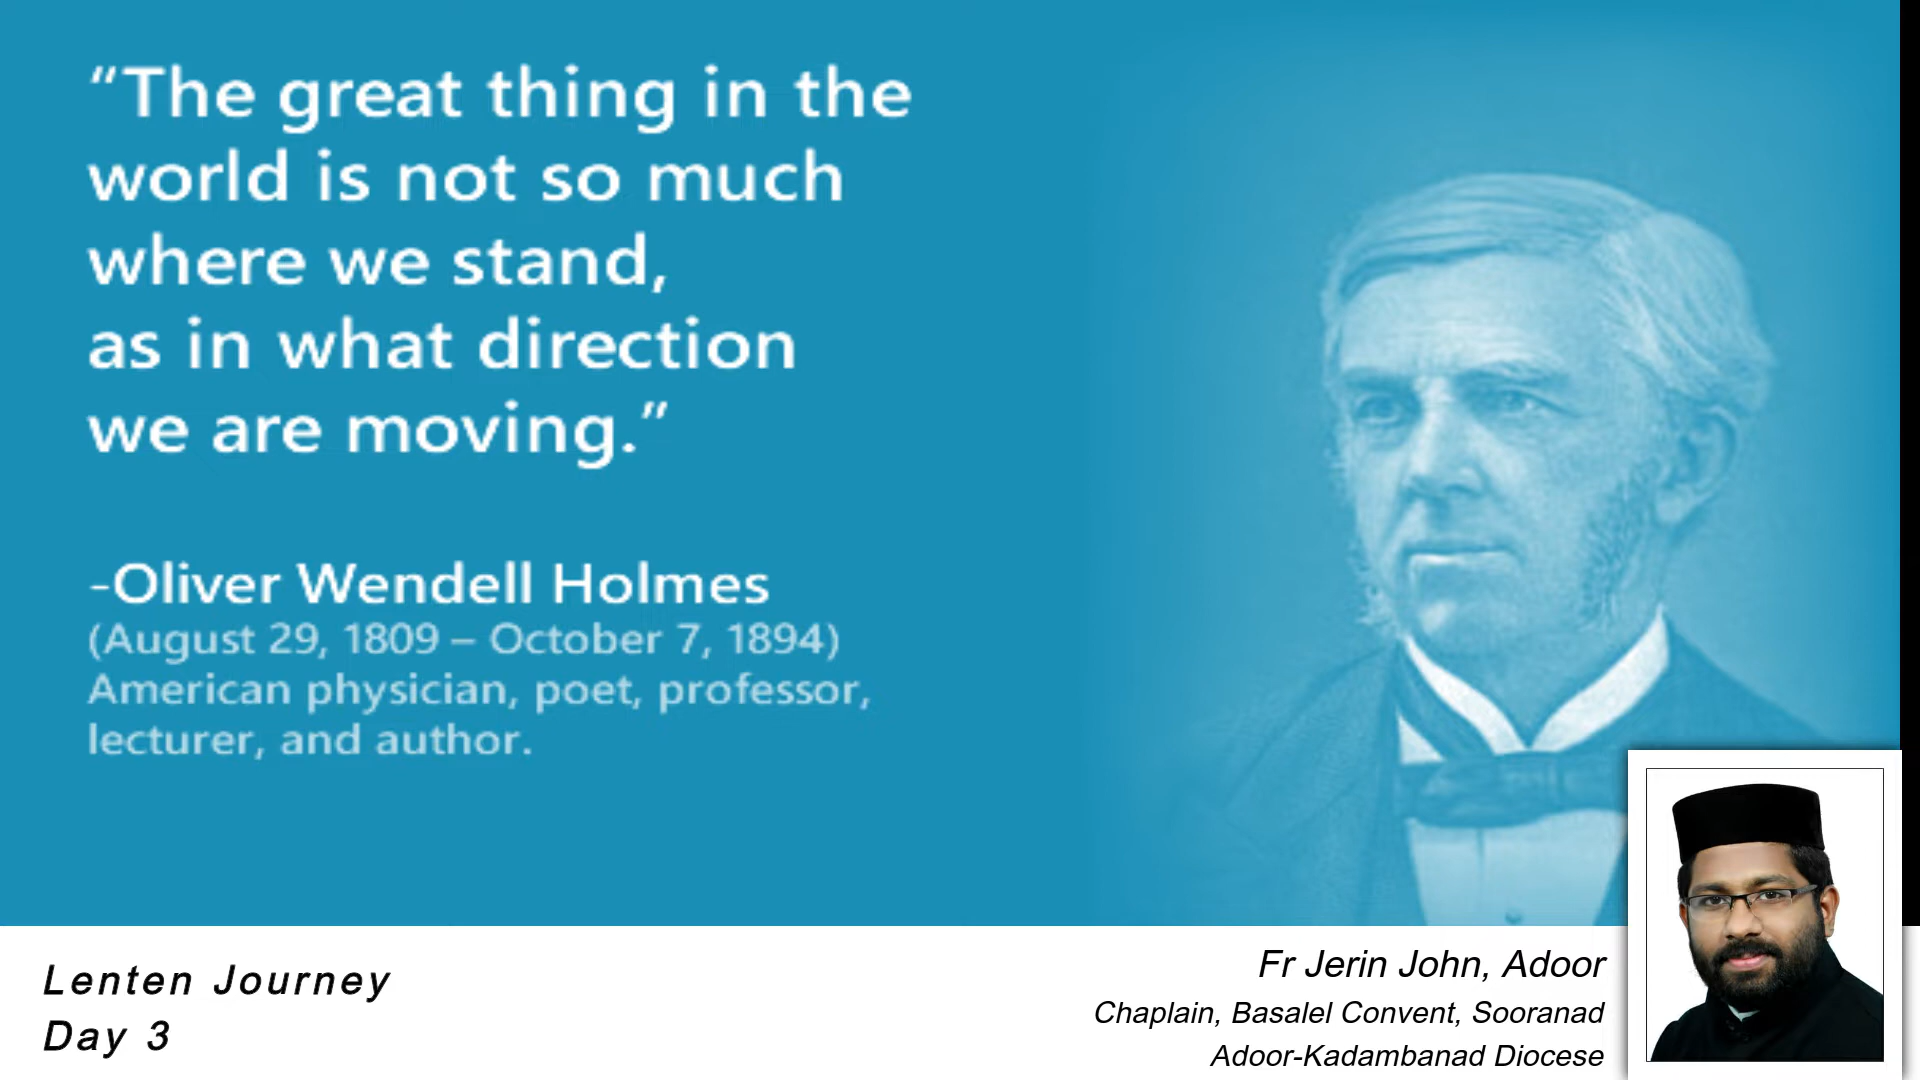 “The great thing in the
world is not so much
where we stand,
as in what direction
we are moving.”
-Oliver Wendell Holmes
(August 29, 1809 – October 7, 1894)
American physician, poet, professor,
lecturer, and author.
Lenten Journey
Day 3
Fr Jerin John, Adoor
Chaplain, Basalel Convent, Sooranad
Adoor-Kadambanad Diocese